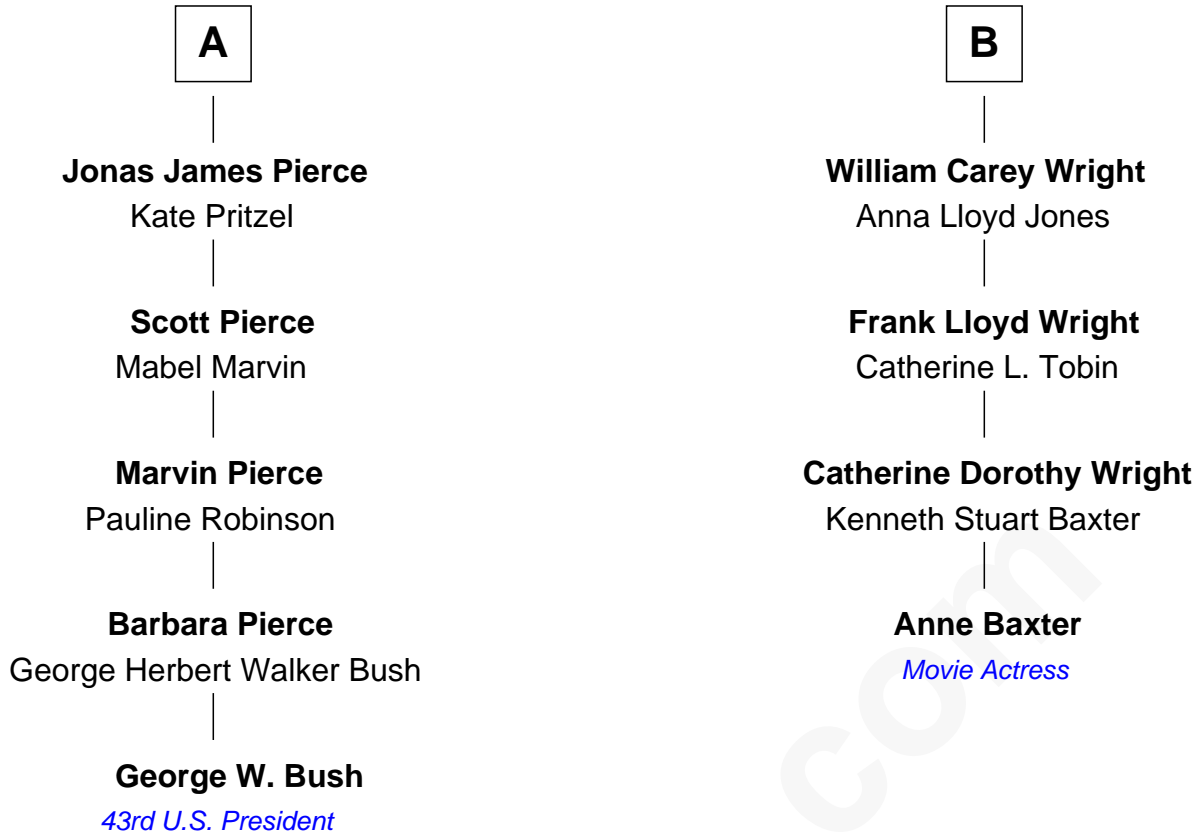 A
Jonas James Pierce
Kate Pritzel
Scott Pierce
Mabel Marvin
Marvin Pierce
Pauline Robinson
Barbara Pierce
George Herbert Walker Bush
George W. Bush
43rd U.S. President
B
William Carey Wright
Anna Lloyd Jones
Frank Lloyd Wright
Catherine L. Tobin
Catherine Dorothy Wright
Kenneth Stuart Baxter
Anne Baxter
Movie Actress
com